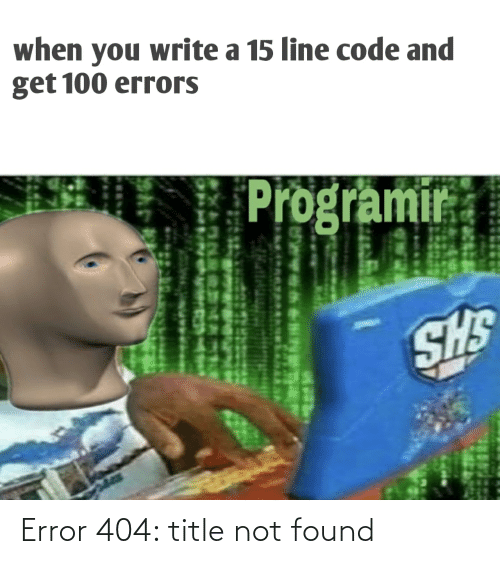 when you write a 15 line code and
get 100 errors
Programir
SHS
Error 404: title not found